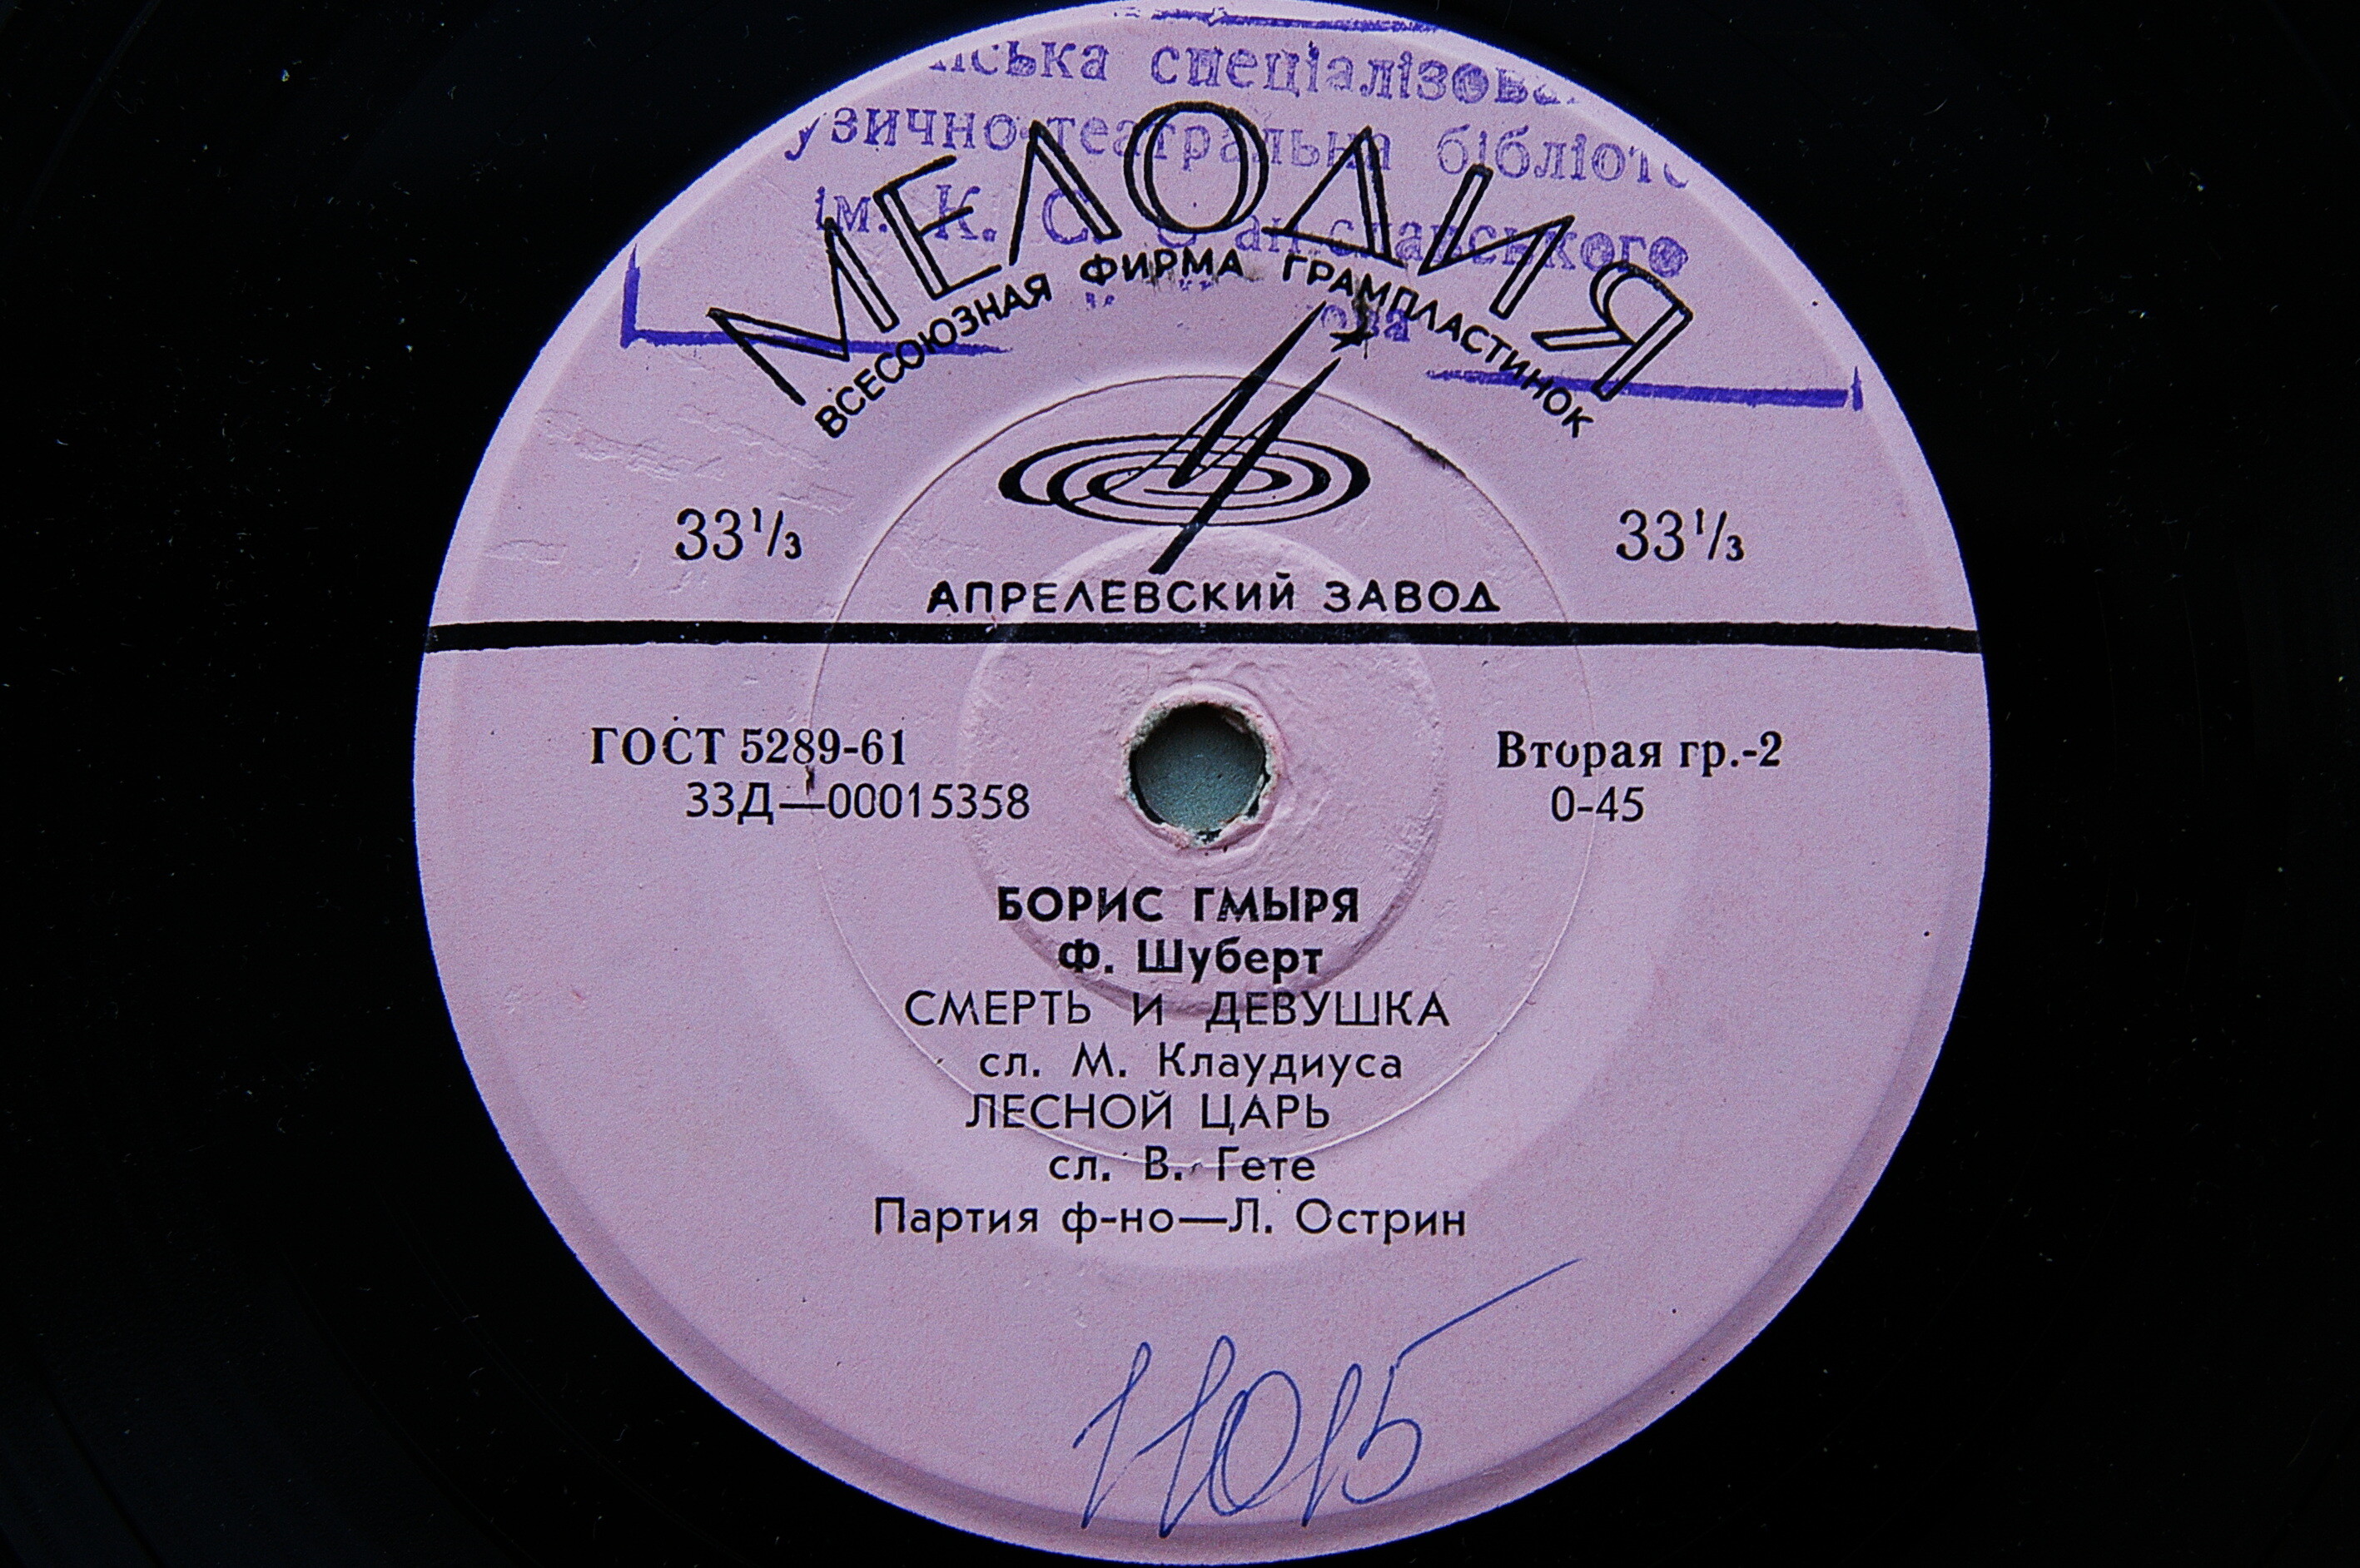 спеціалізов
узично-театральна бібліоте
ім. К. С. Станіславського
МЕЛОДИЯ
ВСЕСОЮЗНАЯ ФИРМА ГРАМПЛАСТИНОК
33⅓ 33⅓
АПРЕЛЕВСКИЙ ЗАВОД
ГОСТ 5289-61 Вторая гр.-2
33Д—00015358 0-45
БОРИС ГМЫРЯ
Ф. Шуберт
СМЕРТЬ И ДЕВУШКА
сл. М. Клаудиуса
ЛЕСНОЙ ЦАРЬ
сл. В. Гете
Партия ф-но—Л. Острин
11015